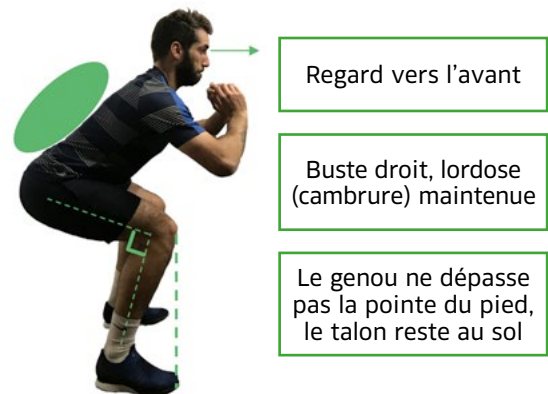 Regard vers l’avant
Buste droit, lordose
(cambrure) maintenue
Le genou ne dépasse
pas la pointe du pied,
le talon reste au sol